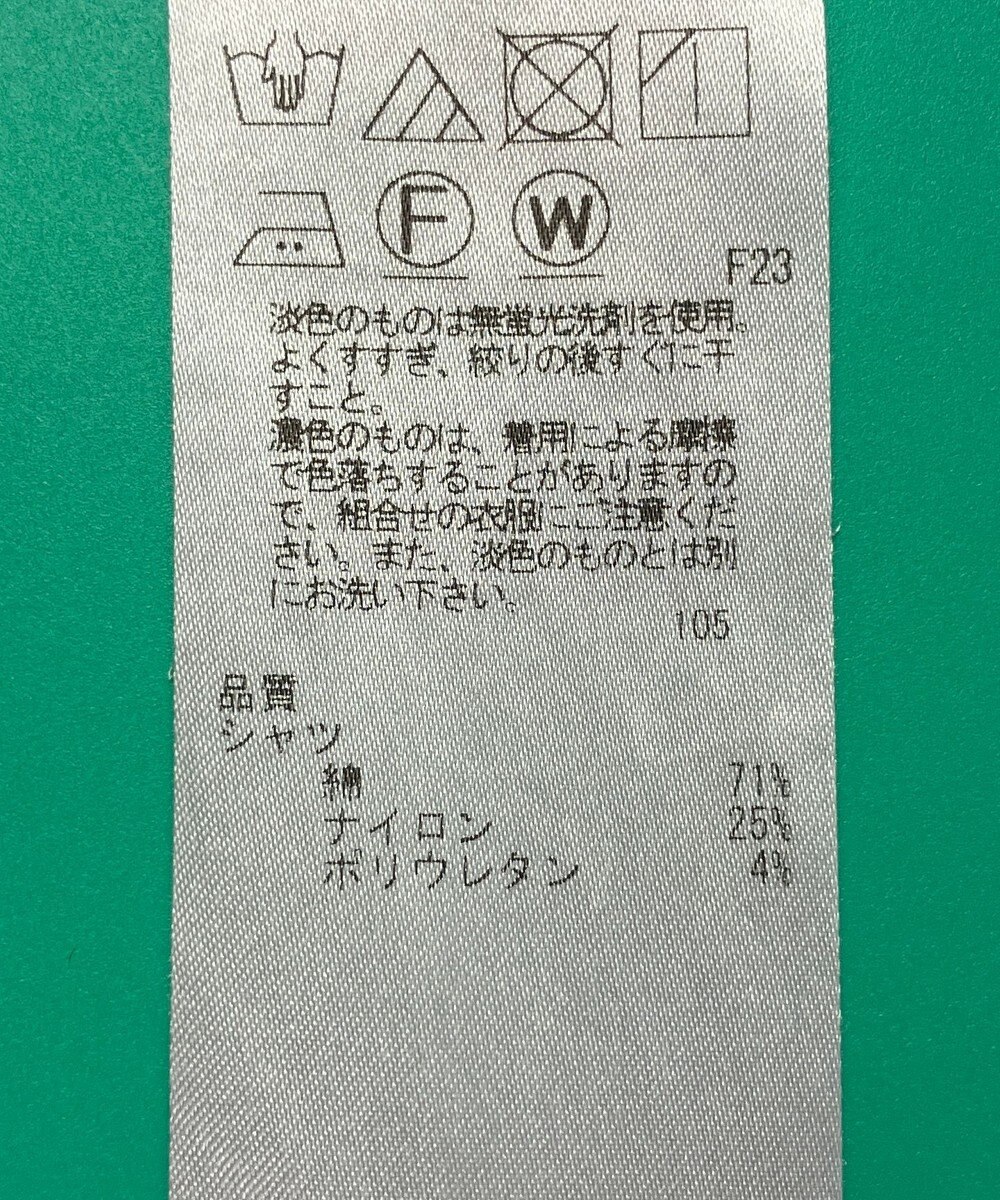 F
W
F23
淡色のものは無蛍光洗剤を使用。
よくすすぎ、絞りの後すぐに干
すこと。
濃色のものは、着用による摩擦
で色落ちすることがありますの
で、組合せの衣服にご注意くだ
さい。また、淡色のものとは別
にお洗い下さい。
105
品質
シャツ
綿 71%
ナイロン 25%
ポリウレタン 4%